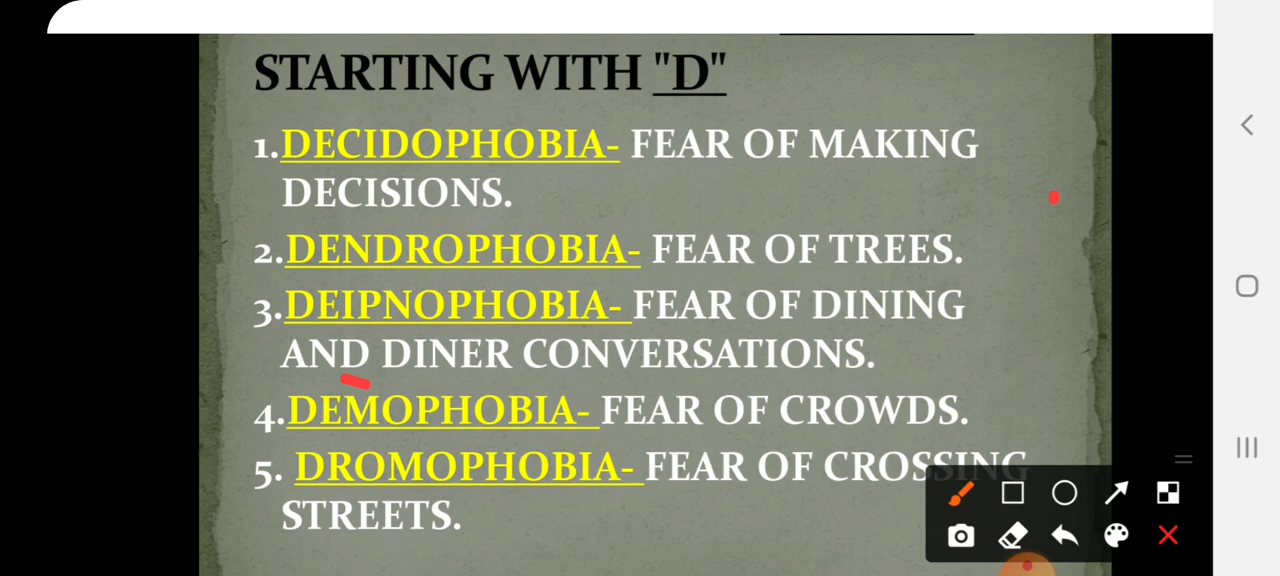 STARTING WITH "D"
1.DECIDOPHOBIA- FEAR OF MAKING
DECISIONS.
2.DENDROPHOBIA- FEAR OF TREES.
3.DEIPNOPHOBIA- FEAR OF DINING
AND DINER CONVERSATIONS.
4.DEMOPHOBIA- FEAR OF CROWDS.
5. DROMOPHOBIA- FEAR OF CROSSING
STREETS.